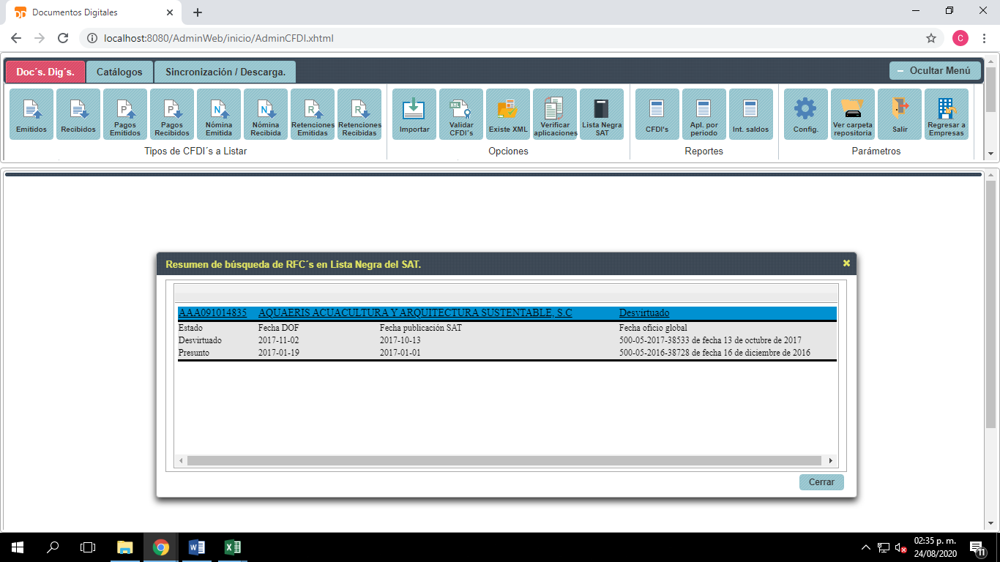 Documentos Digitales
localhost:8080/AdminWeb/inicio/AdminCFDI.xhtml
C
Doc´s. Dig´s.
Catálogos
Sincronización / Descarga.
Ocultar Menú
Emitidos
Recibidos
Pagos Emitidos
Pagos Recibidos
Nómina Emitida
Nómina Recibida
Retenciones Emitidas
Retenciones Recibidas
Importar
Validar CFDI´s
Existe XML
Verificar aplicaciones
Lista Negra SAT
CFDI's
Apl. por periodo
Int. saldos
Config.
Ver carpeta repositoria
Salir
Regresar a Empresas
Tipos de CFDI´s a Listar
Opciones
Reportes
Parámetros
Resumen de búsqueda de RFC´s en Lista Negra del SAT.
AAA091014835 AQUAERIS ACUACULTURA Y ARQUITECTURA SUSTENTABLE, S.C Desvirtuado
Estado Fecha DOF Fecha publicación SAT Fecha oficio global
Desvirtuado 2017-11-02 2017-10-13 500-05-2017-38533 de fecha 13 de octubre de 2017
Presunto 2017-01-19 2017-01-01 500-05-2016-38728 de fecha 16 de diciembre de 2016
Cerrar
02:35 p. m.
24/08/2020
11